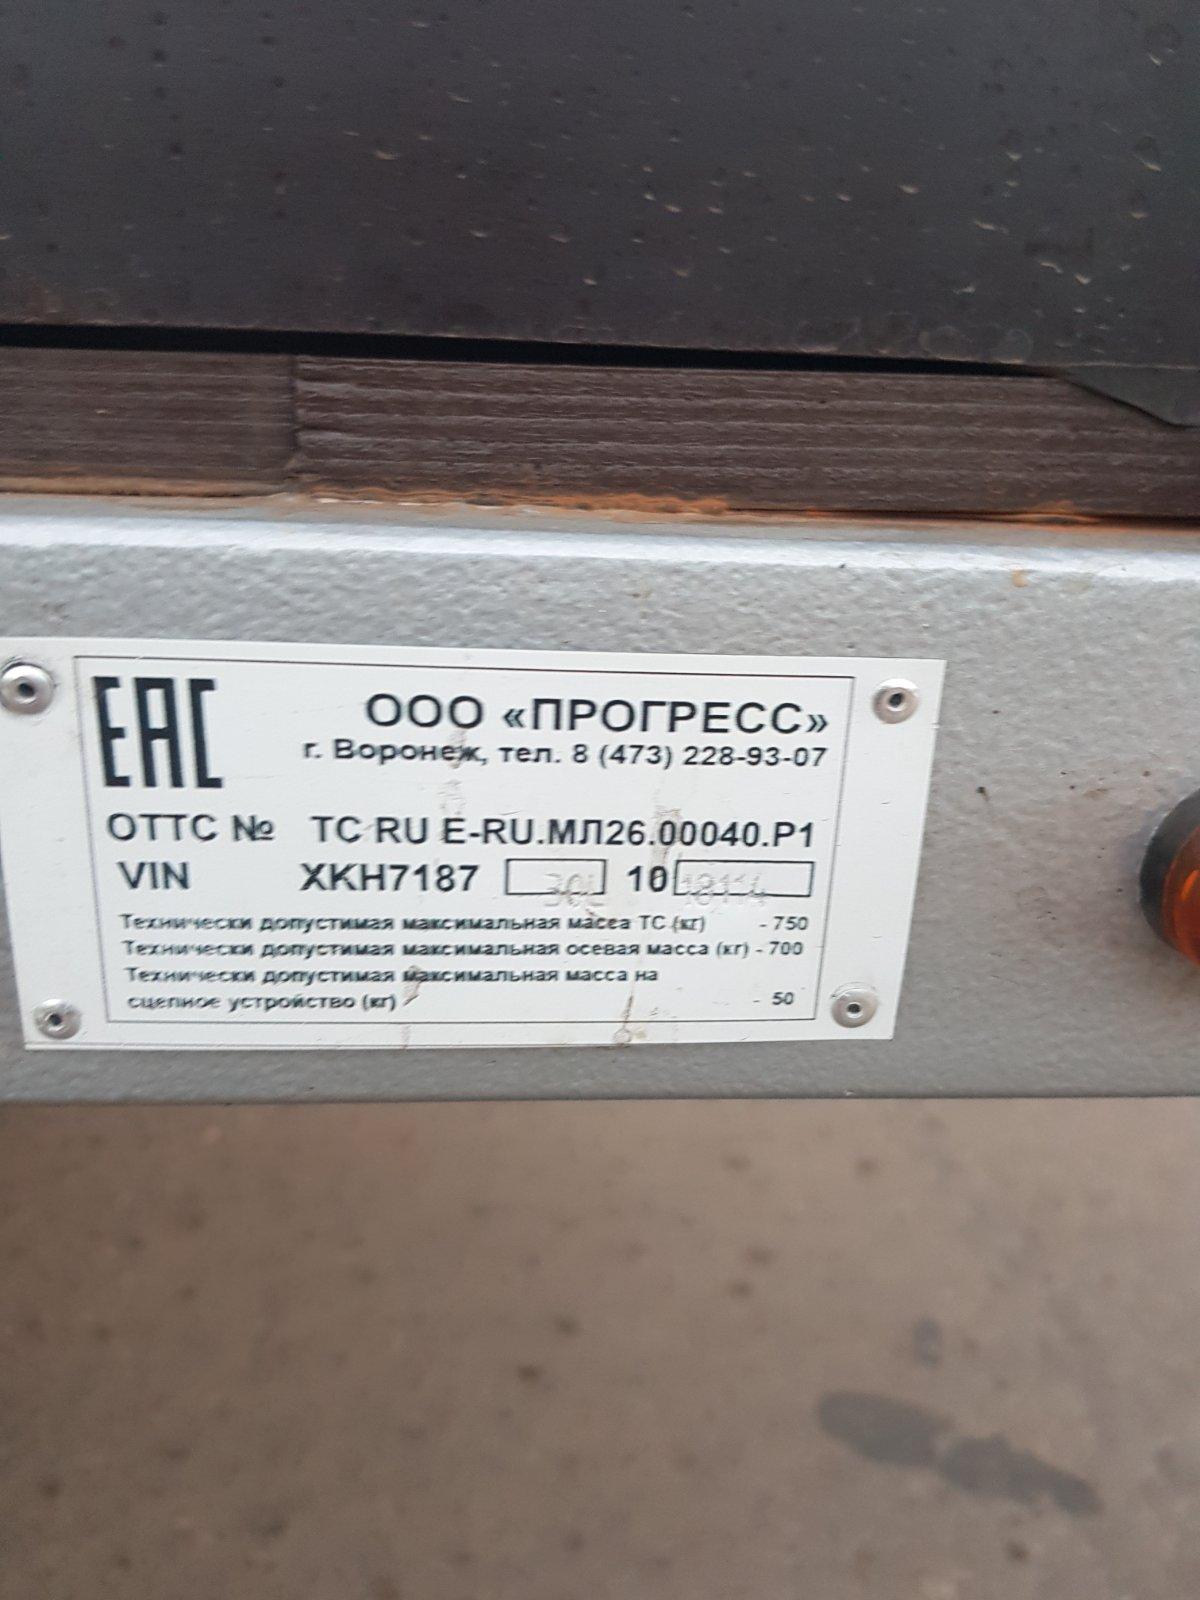 EAC
ООО «ПРОГРЕСС»
г. Воронеж, тел. 8 (473) 228-93-07
ОТТС № ТС RU E-RU.МЛ26.00040.Р1
VIN XKH7187 10
Технически допустимая максимальная масса ТС (кг) - 750
Технически допустимая максимальная осевая масса (кг) - 700
Технически допустимая максимальная масса на
сцепное устройство (кг) - 50